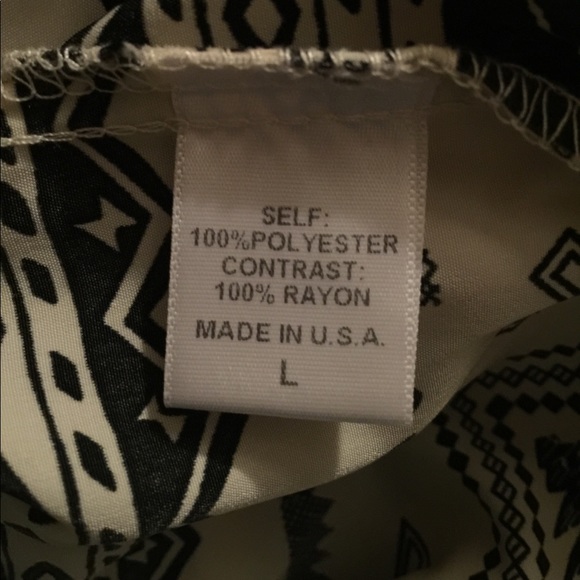 SELF:
100%POLYESTER
CONTRAST:
100% RAYON
MADE IN U.S.A.
L